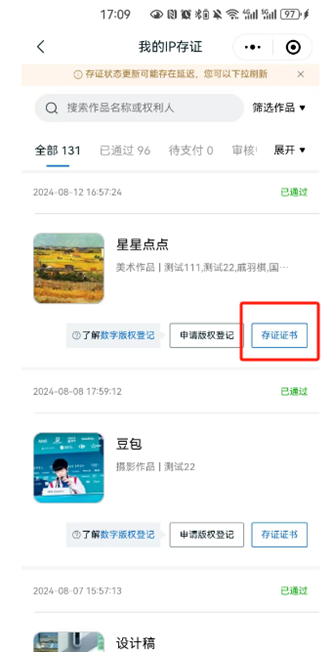 17:09
97
我的IP存证
存证状态更新可能存在延迟，您可以下拉刷新
搜索作品名称或权利人
筛选作品
全部 131 已通过 96 待支付 0 审核 展开
2024-08-12 16:57:24 已通过
星星点点
美术作品 | 测试111,测试22,戚羽棋,国···
?了解数字版权登记 申请版权登记 存证证书
2024-08-08 17:59:12 已通过
豆包
摄影作品 | 测试22
?了解数字版权登记 申请版权登记 存证证书
2024-08-07 15:57:13 已通过
设计稿